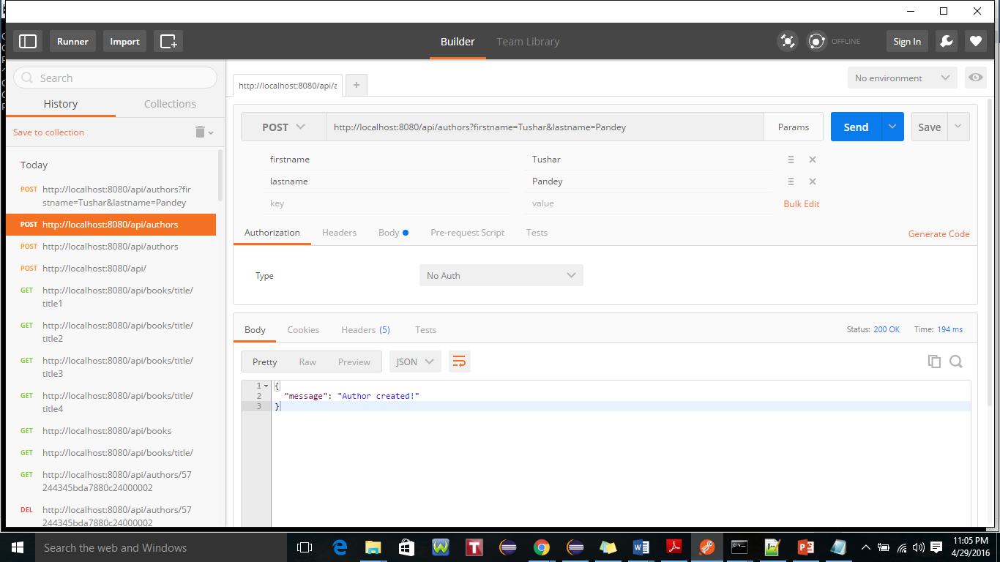 Runner
Import
Builder
Team Library
OFFLINE
Sign In
Search
History
Collections
Save to collection
Today
POST http://localhost:8080/api/authors?fir
stname=Tushar&lastname=Pandey
POST http://localhost:8080/api/authors
POST http://localhost:8080/api/authors
POST http://localhost:8080/api/
GET http://localhost:8080/api/books/title/
title1
GET http://localhost:8080/api/books/title/
title2
GET http://localhost:8080/api/books/title/
title3
GET http://localhost:8080/api/books/title/
title4
GET http://localhost:8080/api/books
GET http://localhost:8080/api/books/title/
GET http://localhost:8080/api/authors/57
244345bda7880c24000002
DEL http://localhost:8080/api/authors/57
244345bda7880c24000002
http://localhost:8080/api/a
+
No environment
POST http://localhost:8080/api/authors?firstname=Tushar&lastname=Pandey Params Send Save
firstname Tushar
lastname Pandey
key value Bulk Edit
Authorization Headers Body Pre-request Script Tests Generate Code
Type No Auth
Body Cookies Headers (5) Tests Status: 200 OK Time: 194 ms
Pretty Raw Preview JSON
1 {
2 "message": "Author created!"
3 }
Search the web and Windows
11:05 PM
4/29/2016